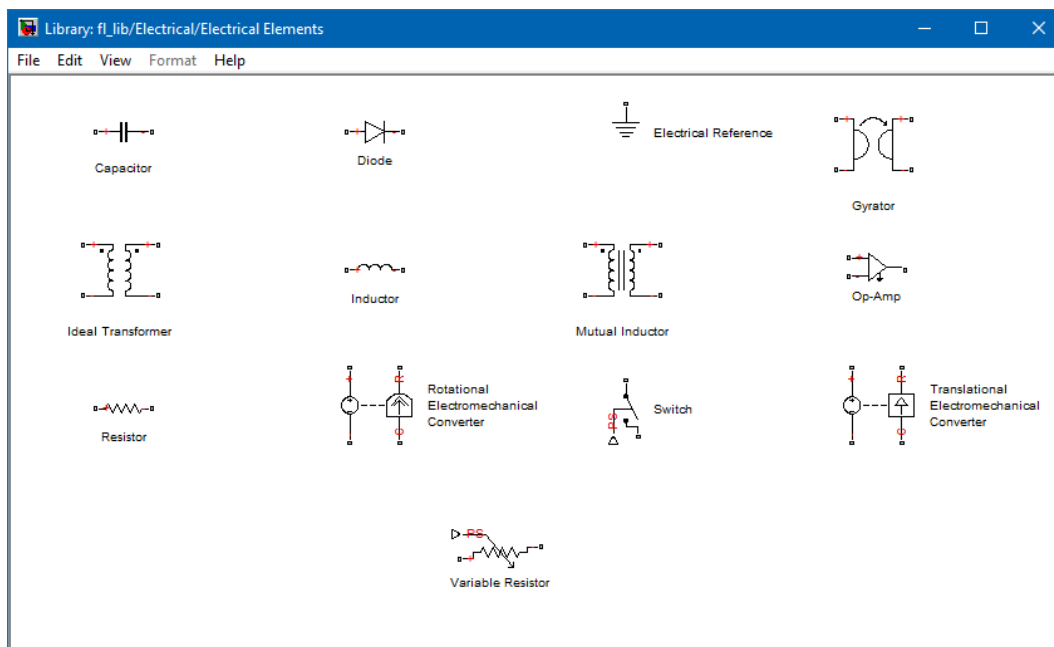 Library: fl_lib/Electrical/Electrical Elements
File Edit View Format Help
Capacitor
Diode
Electrical Reference
Gyrator
Ideal Transformer
Inductor
Mutual Inductor
Op-Amp
Resistor
R
C
Rotational
Electromechanical
Converter
PS
Switch
R
C
Translational
Electromechanical
Converter
PS
Variable Resistor